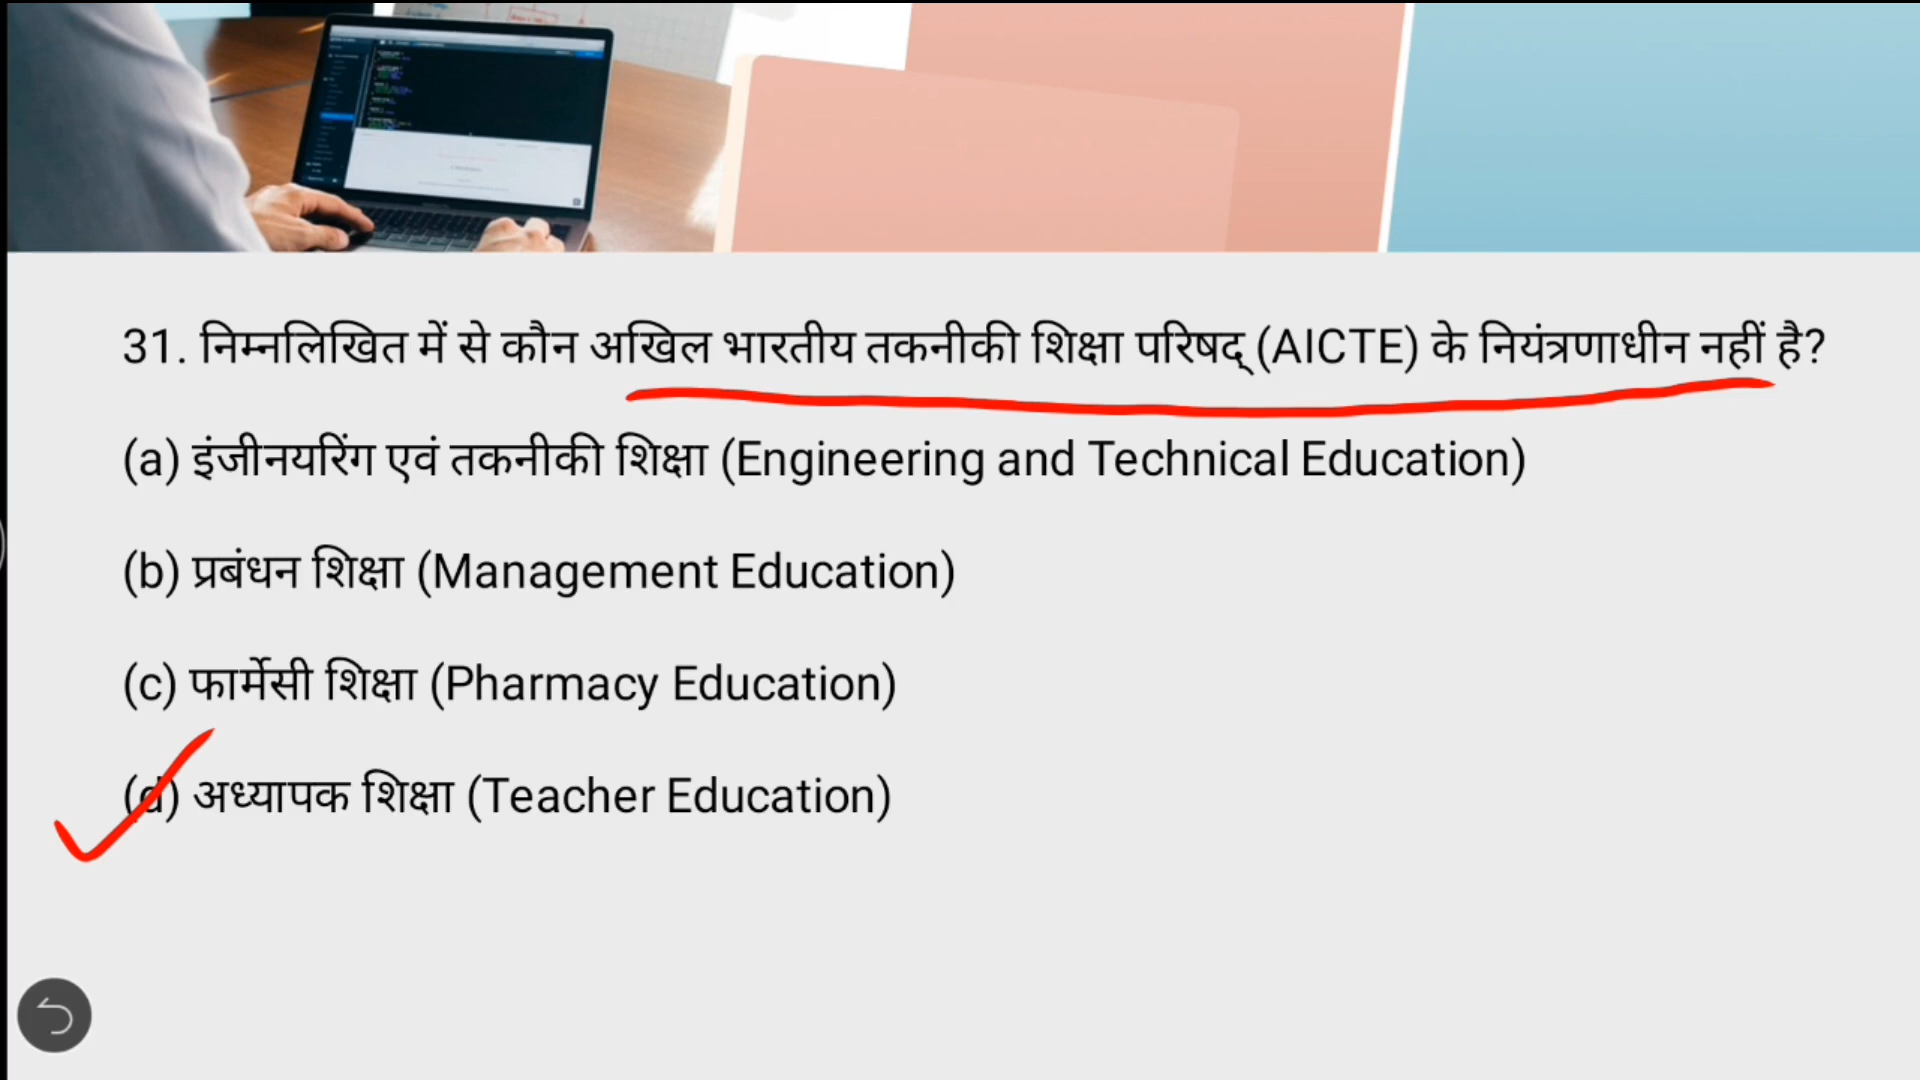 31. निम्नलिखित में से कौन अखिल भारतीय तकनीकी शिक्षा परिषद् (AICTE) के नियंत्रणाधीन नहीं है?
(a) इंजीनयरिंग एवं तकनीकी शिक्षा (Engineering and Technical Education)
(b) प्रबंधन शिक्षा (Management Education)
(c) फार्मेसी शिक्षा (Pharmacy Education)
(d) अध्यापक शिक्षा (Teacher Education)